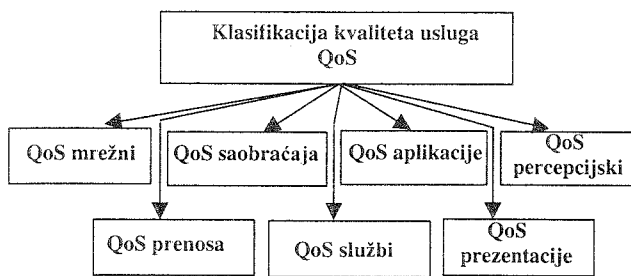 Klasifikacija kvaliteta usluga
QoS
QoS mrežni
QoS saobraćaja
QoS aplikacije
QoS
percepcijski
QoS prenosa
QoS službi
QoS
prezentacije